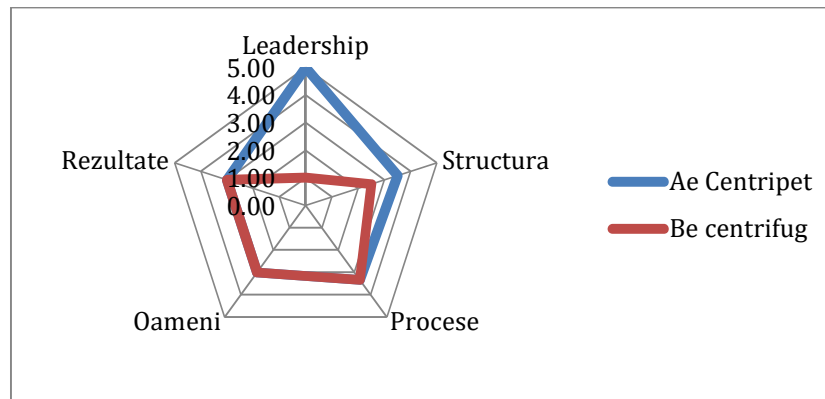 Leadership
5.00
4.00
3.00
2.00
1.00
0.00
Rezultate
Structura
Oameni
Procese
Ae Centripet
Be centrifug